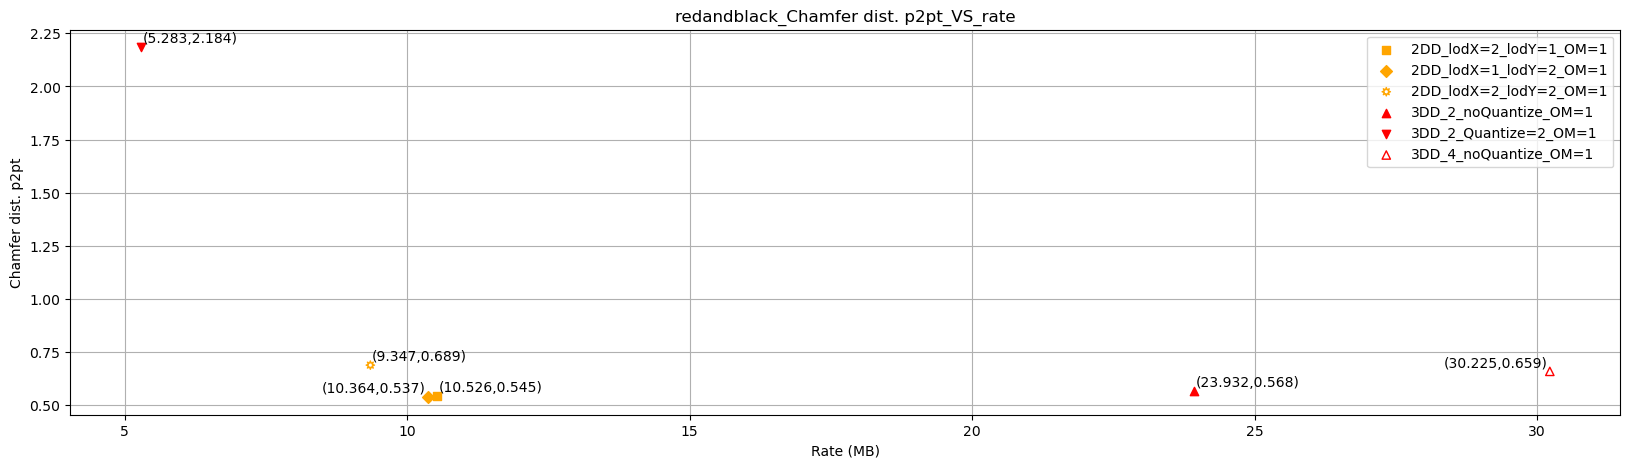 redandblack_Chamfer dist. p2pt_VS_rate
2.25
2.00
1.75
1.50
1.25
1.00
0.75
0.50
Chamfer dist. p2pt
(5.283,2.184)
(9.347,0.689)
(10.364,0.537)
(10.526,0.545)
(23.932,0.568)
(30.225,0.659)
2DD_lodX=2_lodY=1_OM=1
2DD_lodX=1_lodY=2_OM=1
2DD_lodX=2_lodY=2_OM=1
3DD_2_noQuantize_OM=1
3DD_2_Quantize=2_OM=1
3DD_4_noQuantize_OM=1
5
10
15
20
25
30
Rate (MB)